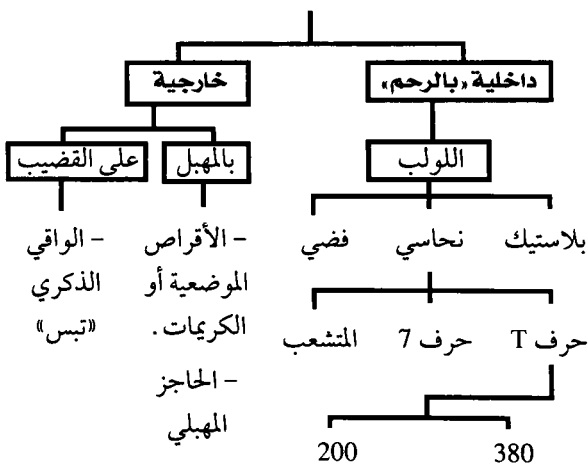 داخلية «بالرحم» خارجية
اللولب بالمهبل على القضيب
بلاستيك نحاسي فضي
حرف T حرف 7 المتشعب
380 200
- الأقراص
الموضعية أو
الكريمات.
- الحاجز
المهبلي
- الواقي
الذكري
«تبس»